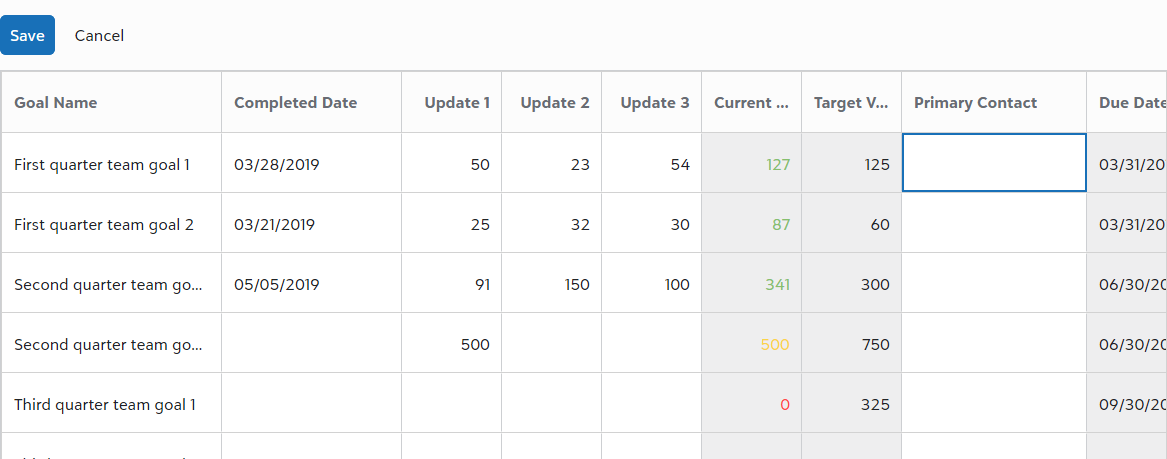 Save Cancel
Goal Name Completed Date Update 1 Update 2 Update 3 Current ... Target V... Primary Contact Due Date
First quarter team goal 1 03/28/2019 50 23 54 127 125 03/31/20
First quarter team goal 2 03/21/2019 25 32 30 87 60 03/31/20
Second quarter team go... 05/05/2019 91 150 100 341 300 06/30/20
Second quarter team go... 500 500 750 06/30/20
Third quarter team goal 1 0 325 09/30/20